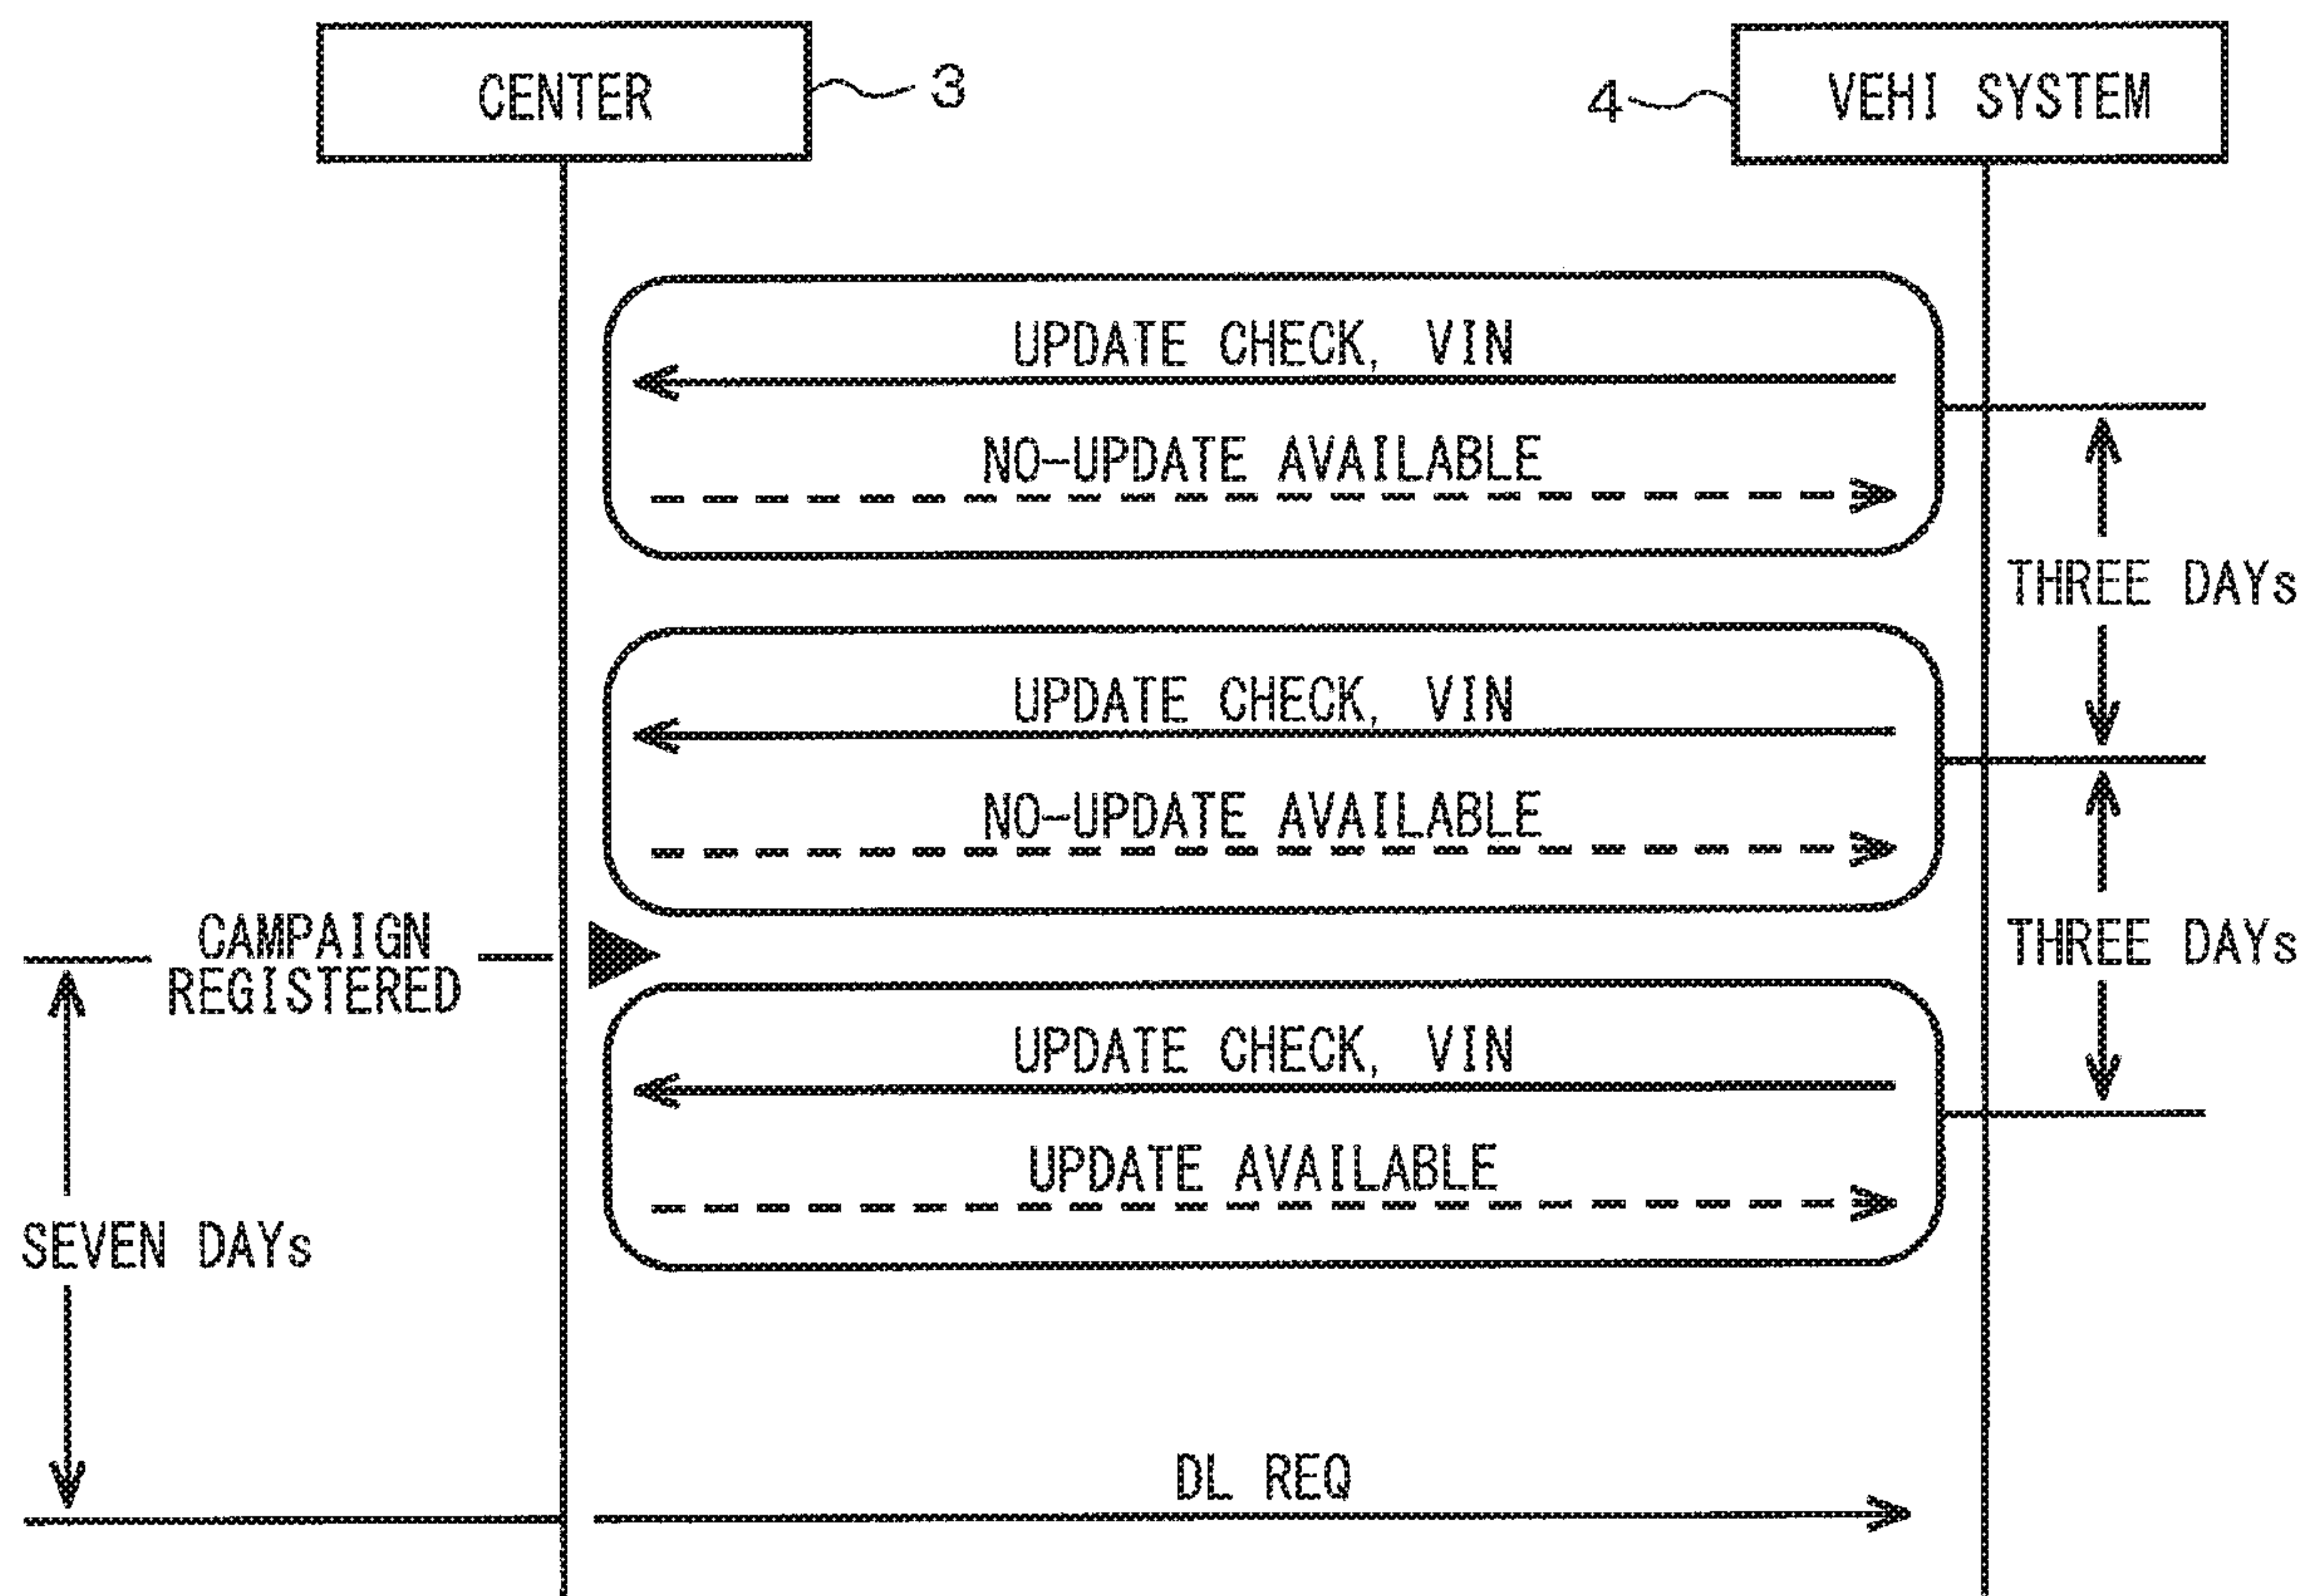 CENTER
3
4
VEHI SYSTEM
UPDATE CHECK, VIN
NO-UPDATE AVAILABLE
THREE DAYs
UPDATE CHECK, VIN
NO-UPDATE AVAILABLE
CAMPAIGN
REGISTERED
THREE DAYs
UPDATE CHECK, VIN
UPDATE AVAILABLE
SEVEN DAYs
DL REQ